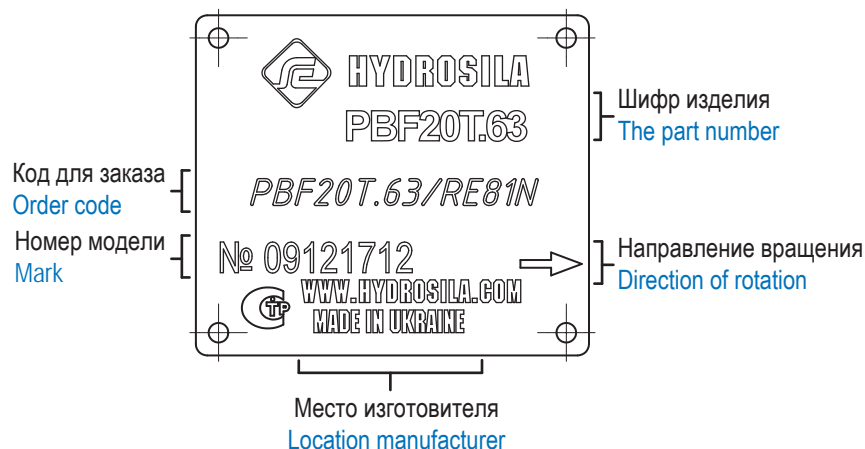 HYDROSILA
PBF20T.63
Шифр изделия
The part number
Код для заказа
Order code
PBF20T.63/RE81N
Номер модели
Mark
№ 09121712
Направление вращения
Direction of rotation
СТР
WWW.HYDROSILA.COM
MADE IN UKRAINE
Место изготовителя
Location manufacturer